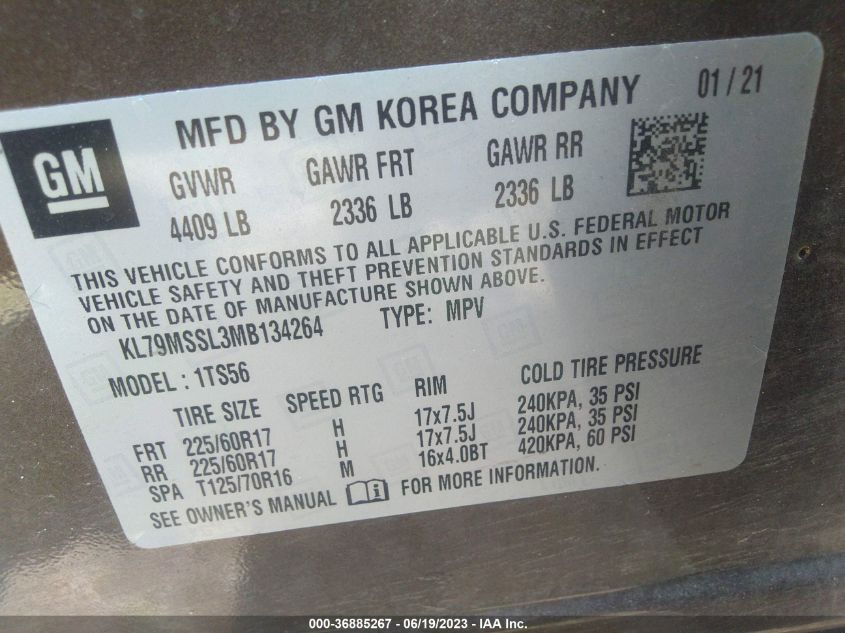 MFD BY GM KOREA COMPANY 01 / 21
GM
GVWR GAWR FRT GAWR RR
4409 LB 2336 LB 2336 LB
THIS VEHICLE CONFORMS TO ALL APPLICABLE U.S. FEDERAL MOTOR
VEHICLE SAFETY AND THEFT PREVENTION STANDARDS IN EFFECT
ON THE DATE OF MANUFACTURE SHOWN ABOVE.
KL79MSSL3MB134264 TYPE: MPV
MODEL : 1TS56
TIRE SIZE SPEED RTG RIM COLD TIRE PRESSURE
FRT 225/60R17 H 17x7.5J 240KPA, 35 PSI
RR 225/60R17 H 17x7.5J 240KPA, 35 PSI
SPA T125/70R16 M 16x4.0BT 420KPA, 60 PSI
SEE OWNER'S MANUAL FOR MORE INFORMATION.
000-36885267 - 06/19/2023 - IAA Inc.